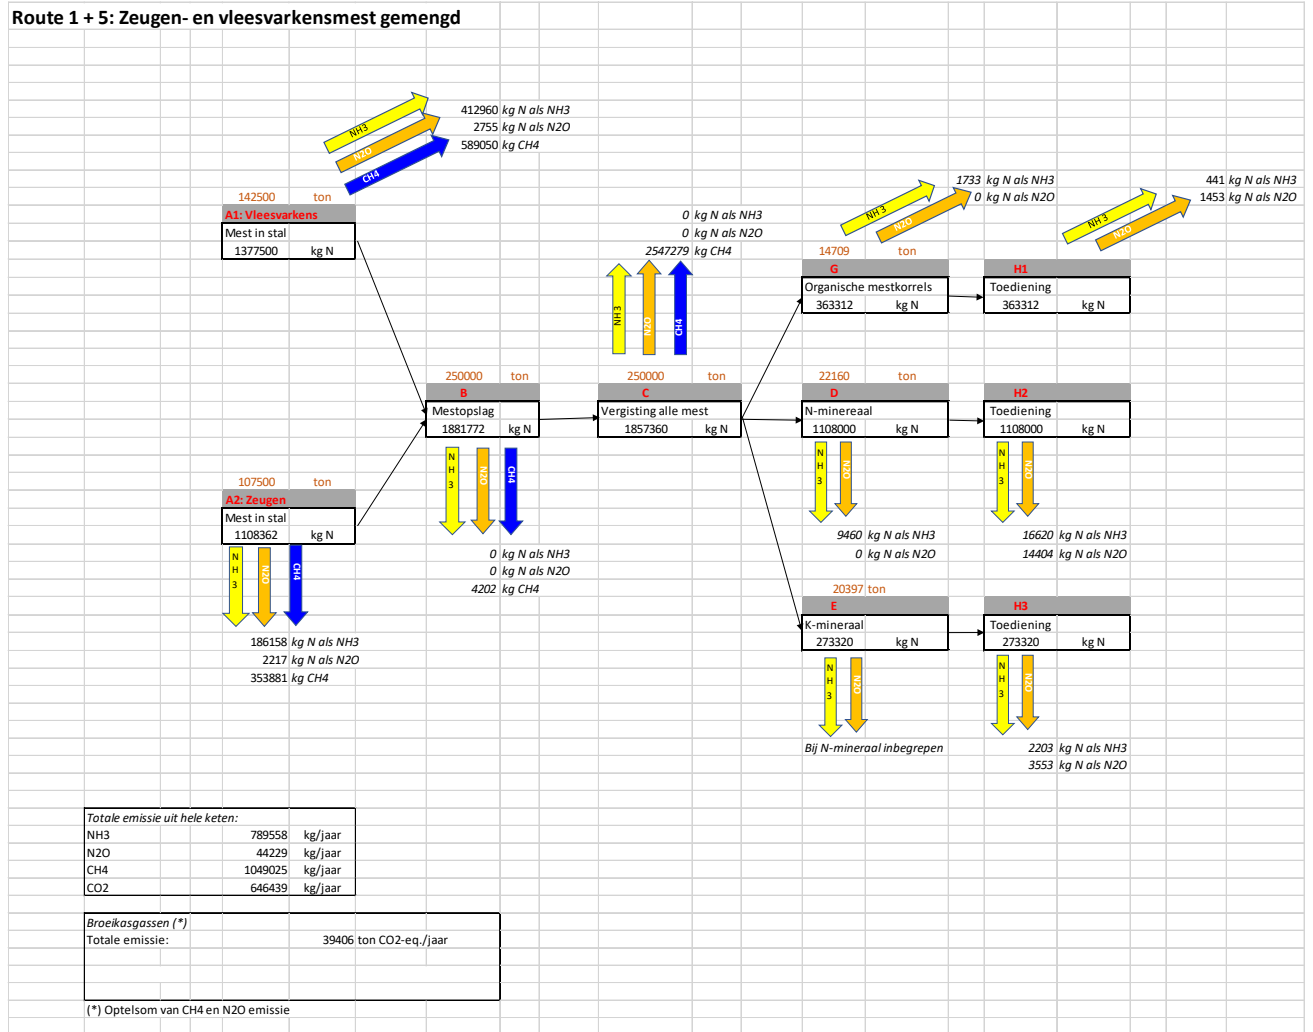 Route 1 + 5: Zeugen- en vleesvarkensmest gemengd
NH3
N2O
CH4
412960 kg N als NH3
2755 kg N als N2O
589050 kg CH4
142500 ton
A1: Vleesvarkens
Mest in stal
1377500 kg N
0 kg N als NH3
0 kg N als N2O
2547279 kg CH4
NH3
N2O
CH4
NH3
N2O
1733 kg N als NH3
0 kg N als N2O
NH3
N2O
441 kg N als NH3
1453 kg N als N2O
14709 ton
G
Organische mestkorrels
363312 kg N
H1
Toediening
363312 kg N
250000 ton
B
Mestopslag
1881772 kg N
250000 ton
C
Vergisting alle mest
1857360 kg N
22160 ton
D
N-minereaal
1108000 kg N
H2
Toediening
1108000 kg N
NH3
N2O
CH4
0 kg N als NH3
0 kg N als N2O
4202 kg CH4
NH3
N2O
9460 kg N als NH3
0 kg N als N2O
NH3
N2O
16620 kg N als NH3
14404 kg N als N2O
107500 ton
A2: Zeugen
Mest in stal
1108362 kg N
NH3
N2O
CH4
186158 kg N als NH3
2217 kg N als N2O
353881 kg CH4
20397 ton
E
K-mineraal
273320 kg N
H3
Toediening
273320 kg N
NH3
N2O
Bij N-mineraal inbegrepen
NH3
N2O
2203 kg N als NH3
3553 kg N als N2O
Totale emissie uit hele keten:
NH3 789558 kg/jaar
N2O 44229 kg/jaar
CH4 1049025 kg/jaar
CO2 646439 kg/jaar
Broeikasgassen (*)
Totale emissie: 39406 ton CO2-eq./jaar
(*) Optelsom van CH4 en N2O emissie